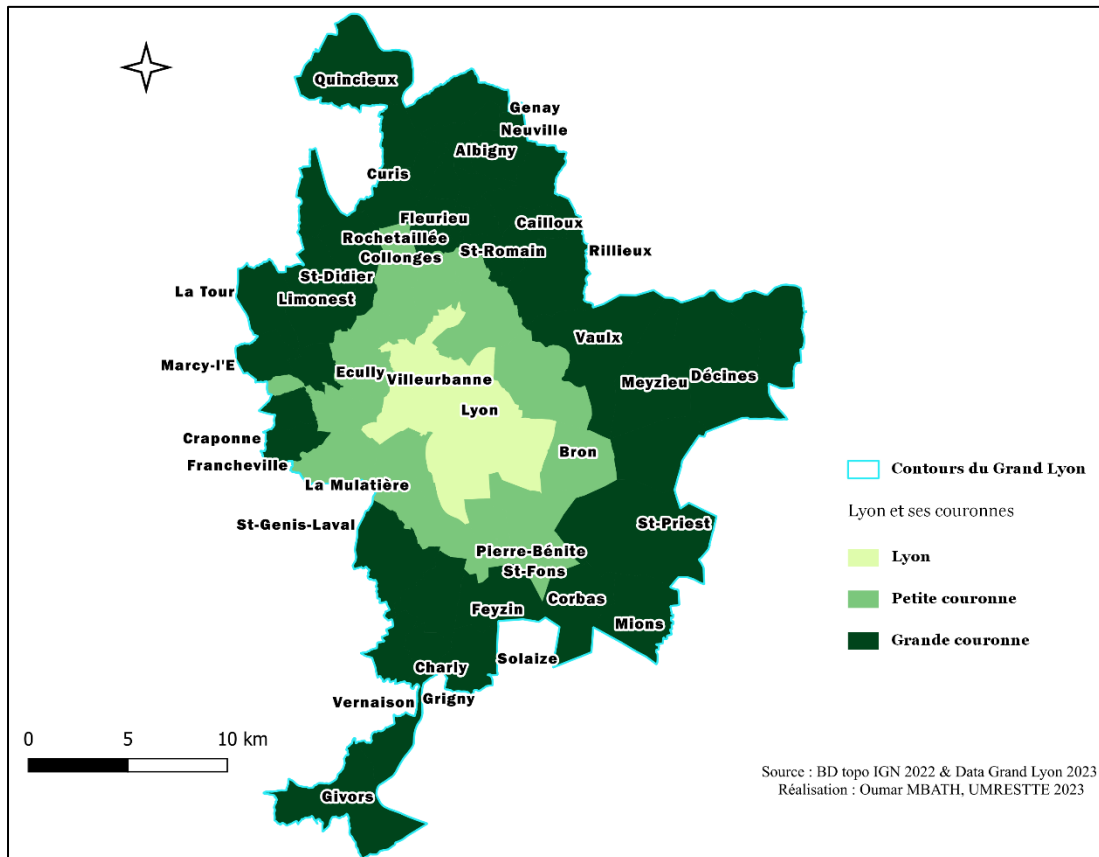 Quincieux
Genay
Neuville
Albigny
Curis
Fleurieu
Cailloux
Rochetaillée
St-Romain
Rillieux
Collonges
St-Didier
La Tour
Limonest
Vaulx
Marcy-l'E
Ecully
Villeurbanne
Meyzieu
Décines
Lyon
Craponne
Bron
Francheville
La Mulatière
St-Genis-Laval
St-Priest
Pierre-Bénite
St-Fons
Corbas
Feyzin
Mions
Solaize
Charly
Vernaison
Grigny
Givors
0 5 10 km
Contours du Grand Lyon
Lyon et ses couronnes
Lyon
Petite couronne
Grande couronne
Source : BD topo IGN 2022 & Data Grand Lyon 2023
Réalisation : Oumar MBATH, UMRESTTE 2023